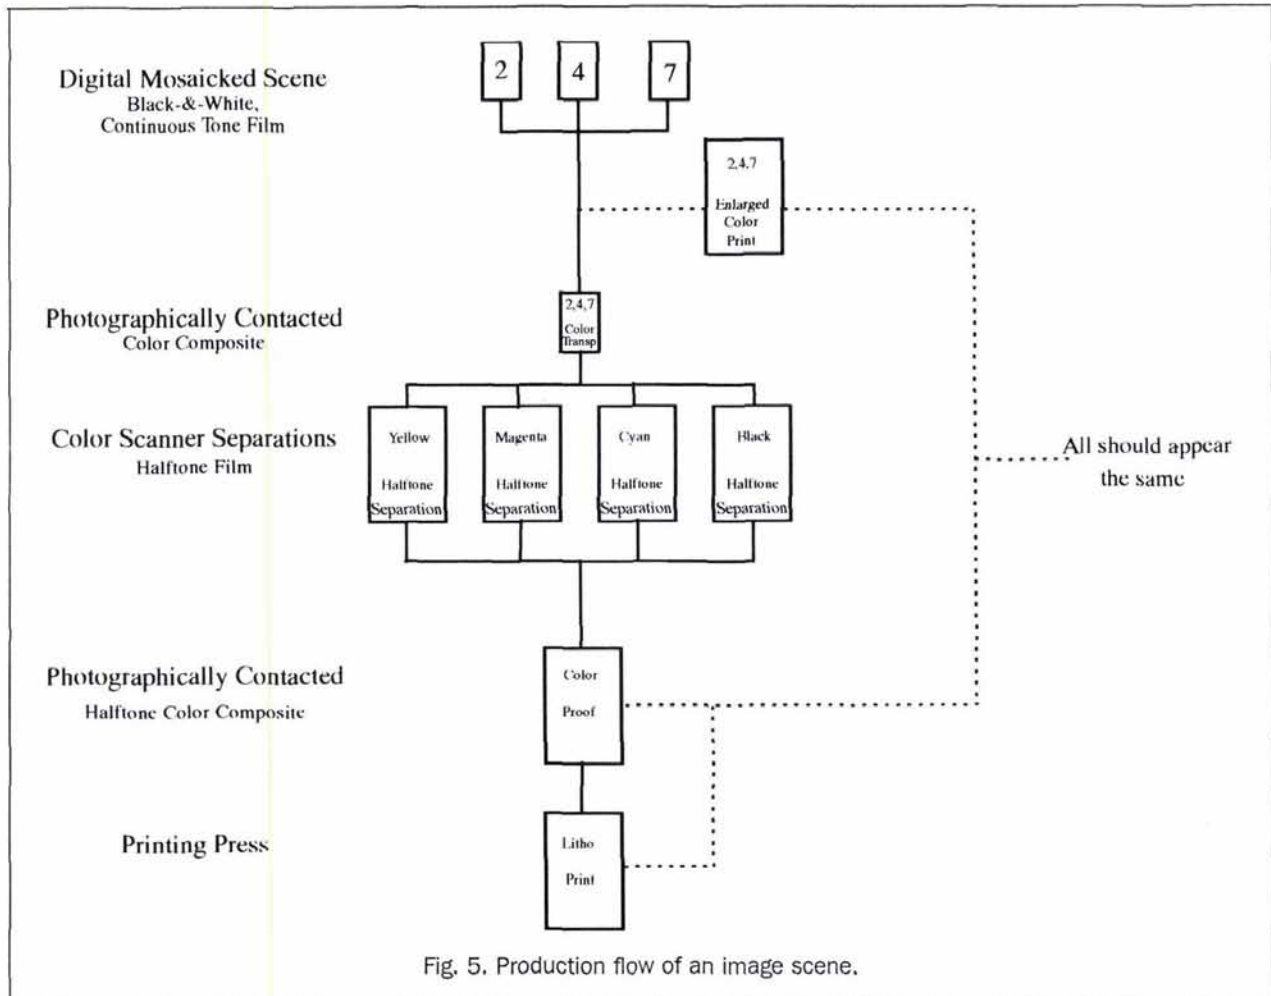 Digital Mosaicked Scene
Black-&-White,
Continuous Tone Film
2
4
7
2,4,7
Enlarged
Color
Print
Photographically Contacted
Color Composite
2,4,7
Color
Transp
Color Scanner Separations
Halftone Film
Yellow
Halftone
Separation
Magenta
Halftone
Separation
Cyan
Halftone
Separation
Black
Halftone
Separation
All should appear
the same
Photographically Contacted
Halftone Color Composite
Color
Proof
Printing Press
Litho
Print
Fig. 5. Production flow of an image scene.